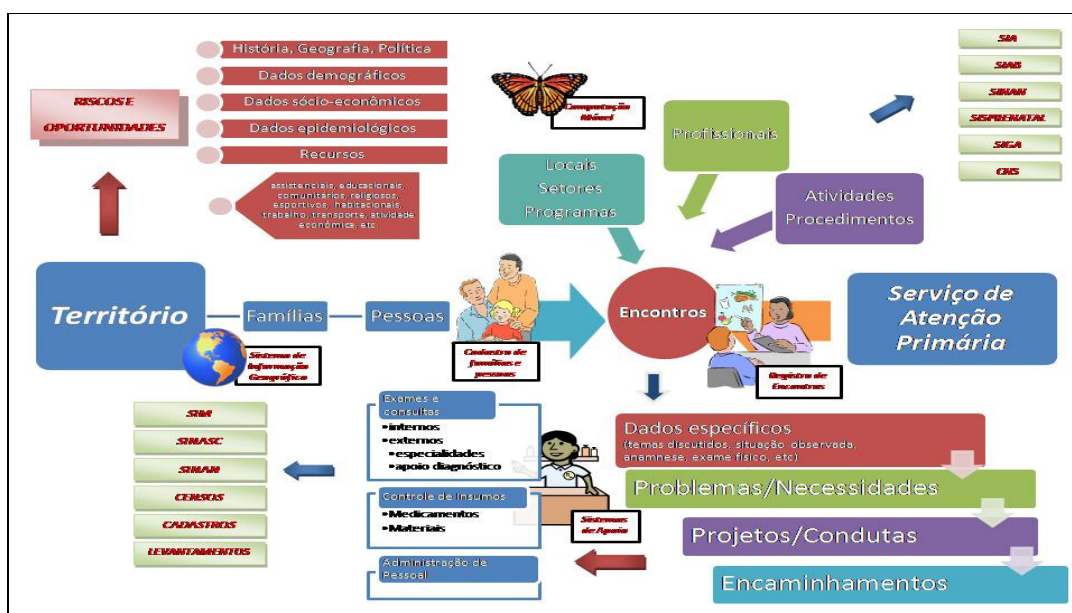 História, Geografia, Política
Dados demográficos
Dados sócio-econômicos
Dados epidemiológicos
Recursos
assistenciais, educacionais,
comunitários, religiosos,
esportivos, habitacionais,
trabalho, transporte, atividade
econômica, etc
RISCOS E
OPORTUNIDADES
Computação
Móvel
Profissionais
Locais
Setores
Programas
Atividades
Procedimentos
SIA
SIAB
SINAN
SISPRENATAL
SIGA
CNS
Território
Famílias
Pessoas
Encontros
Serviço de
Atenção
Primária
Sistema de
Informação
Geográfico
Cadastro de
famílias e
pessoas
Registro de
Encontros
SIM
SINASC
SINAN
CENSOS
CADASTROS
LEVANTAMENTOS
Exames e
consultas
•internos
•externos
•especialidades
•apoio diagnóstico
Controle de Insumos
•Medicamentos
•Materiais
Administração de
Pessoal
Sistemas
de Apoio
Dados específicos
(temas discutidos, situação observada,
anamnese, exame físico, etc)
Problemas/Necessidades
Projetos/Condutas
Encaminhamentos